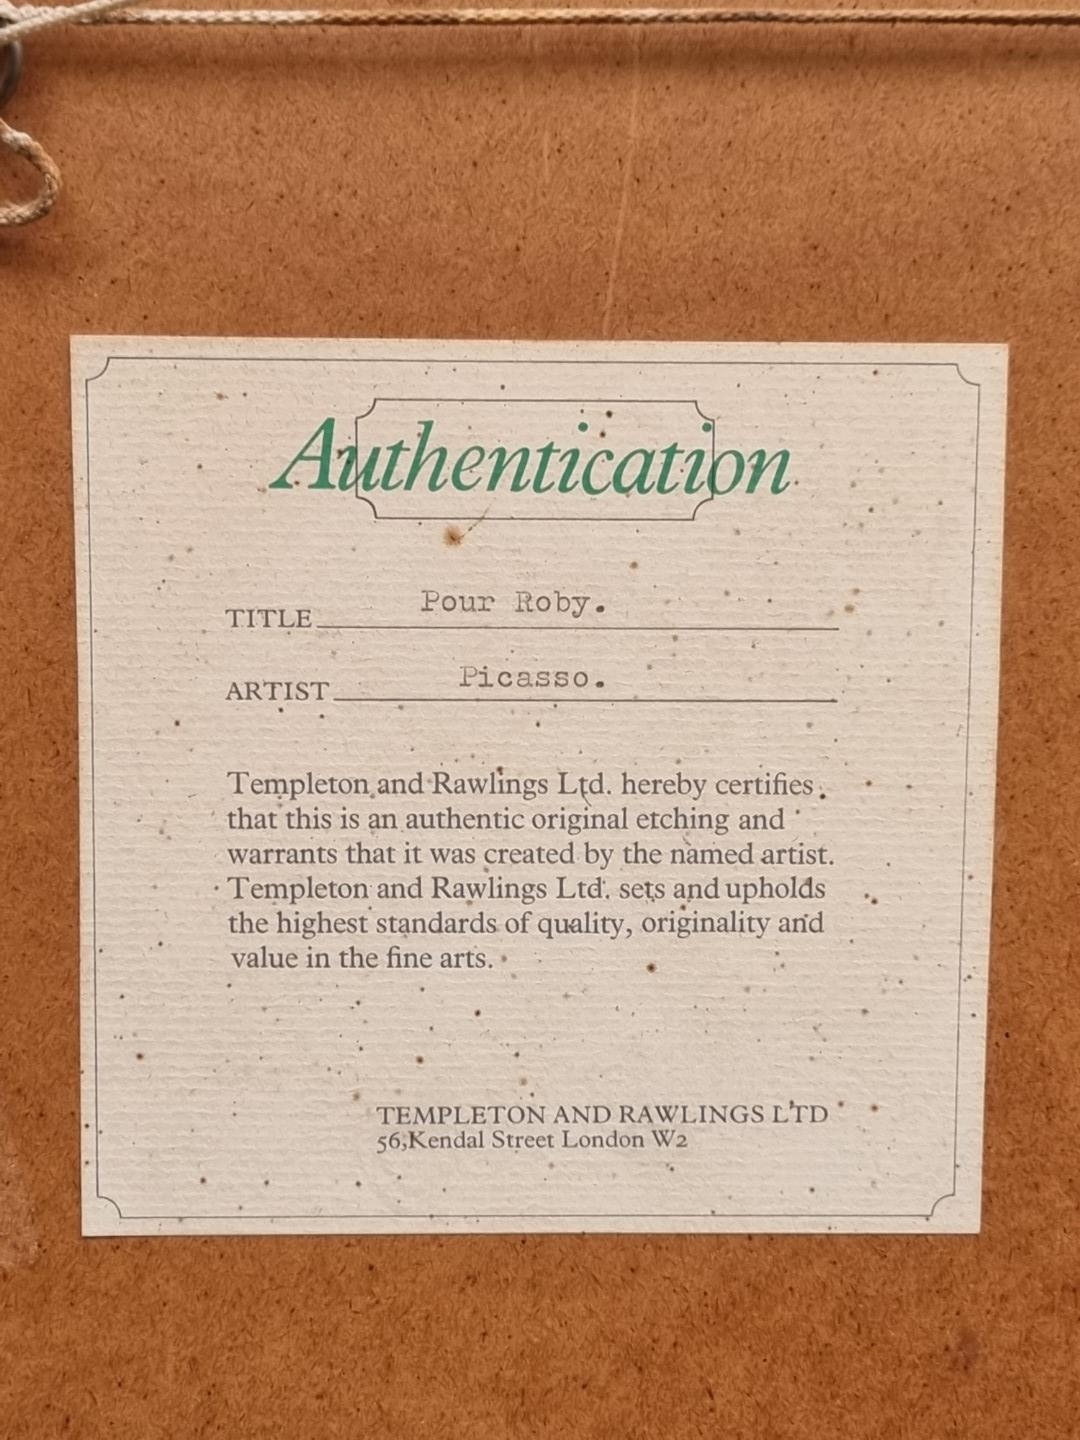 Authentication
TITLE Pour Roby.
ARTIST Picasso.
Templeton and Rawlings Ltd. hereby certifies
that this is an authentic original etching and
warrants that it was created by the named artist.
Templeton and Rawlings Ltd. sets and upholds
the highest standards of quality, originality and
value in the fine arts.
TEMPLETON AND RAWLINGS LTD
56,Kendal Street London W2